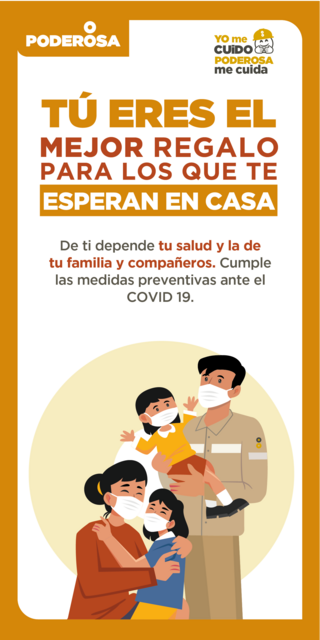 PODEROSA
YO me
CUIDO
PODEROSA
me cuida
TÚ ERES EL
MEJOR REGALO
PARA LOS QUE TE
ESPERAN EN CASA
De ti depende tu salud y la de
tu familia y compañeros. Cumple
las medidas preventivas ante el
COVID 19.